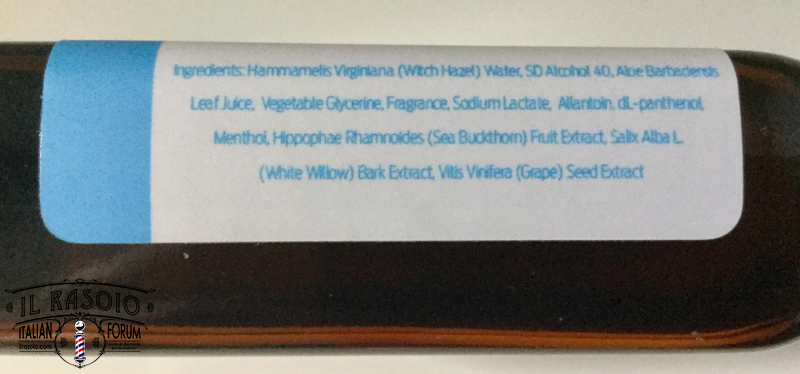 Ingredients: Hammamelis Virginiana (Witch Hazel) Water, SD Alcohol 40, Aloe Barbadensis
Leaf Juice, Vegetable Glycerine, Fragrance, Sodium Lactate, Allantoin, dL-panthenol,
Menthol, Hippophae Rhamnoides (Sea Buckthorn) Fruit Extract, Salix Alba L.
(White Willow) Bark Extract, Vitis Vinifera (Grape) Seed Extract
IL RASOIO
ITALIAN FORUM
ilrasoio.com